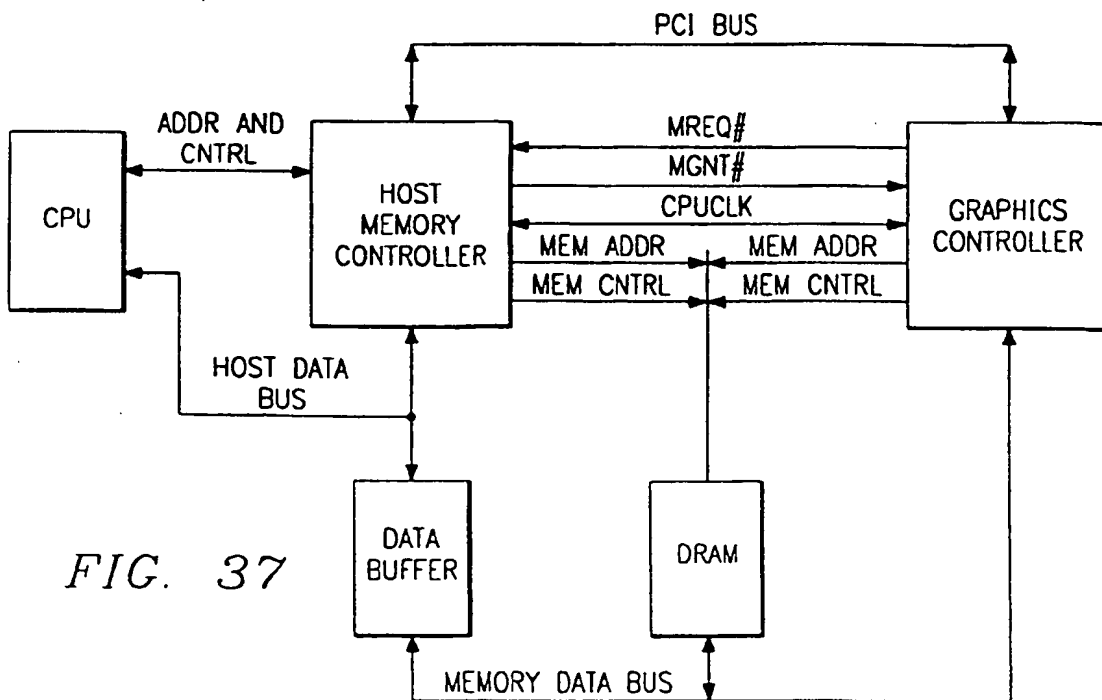 PCI BUS
ADDR AND
CNTRL
CPU
HOST
MEMORY
CONTROLLER
MREQ#
MGNT#
CPUCLK
MEM ADDR
MEM ADDR
MEM CNTRL
MEM CNTRL
GRAPHICS
CONTROLLER
HOST DATA
BUS
DATA
BUFFER
DRAM
FIG. 37
MEMORY DATA BUS